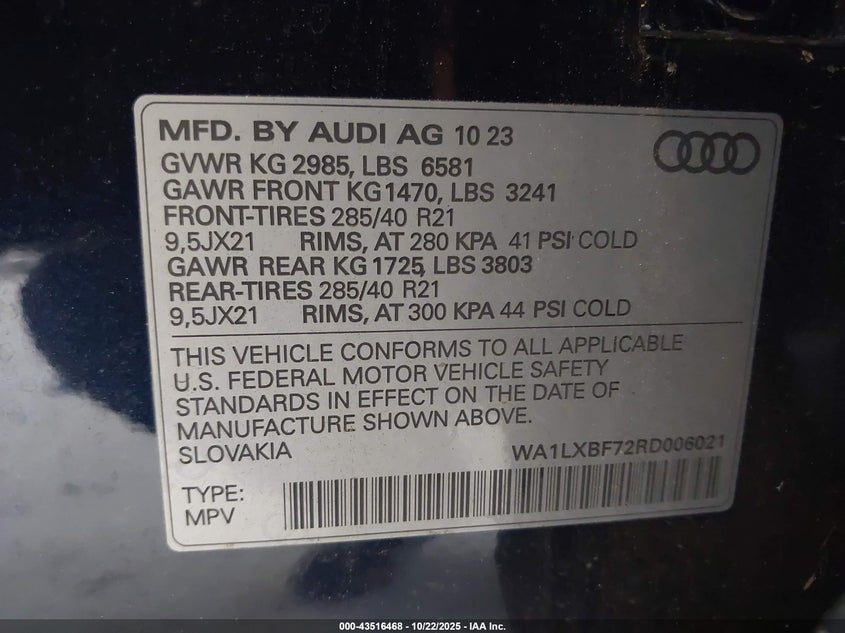 MFD. BY AUDI AG 10 23
GVWR KG 2985, LBS 6581
GAWR FRONT KG1470, LBS 3241
FRONT-TIRES 285/40 R21
9,5JX21 RIMS, AT 280 KPA 41 PSI COLD
GAWR REAR KG 1725, LBS 3803
REAR-TIRES 285/40 R21
9,5JX21 RIMS, AT 300 KPA 44 PSI COLD
THIS VEHICLE CONFORMS TO ALL APPLICABLE
U.S. FEDERAL MOTOR VEHICLE SAFETY
STANDARDS IN EFFECT ON THE DATE OF
MANUFACTURE SHOWN ABOVE.
SLOVAKIA WA1LXBF72RD006021
TYPE:
MPV
000-43516468 - 10/22/2025 - IAA Inc.